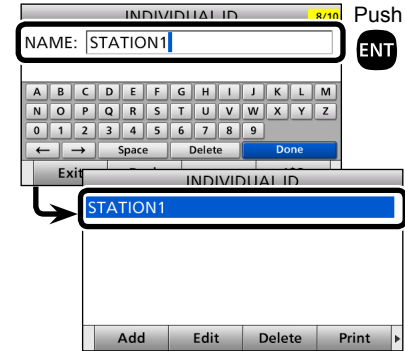 INDIVIDUAL ID 8/10
Push
NAME: STATION1
ENT
A B C D E F G H I J K L M
N O P Q R S T U V W X Y Z
0 1 2 3 4 5 6 7 8 9
← → Space Delete Done
Exit
INDIVIDUAL ID
STATION1
Add Edit Delete Print